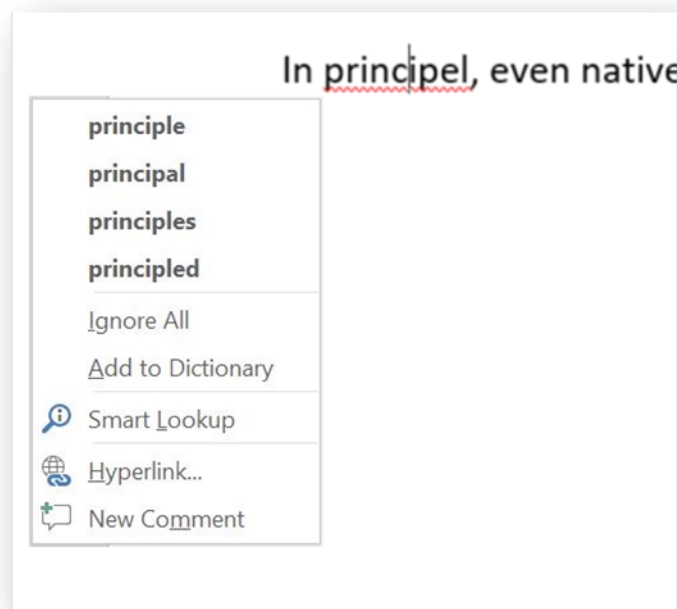 In principel, even native
principle
principal
principles
principled
Ignore All
Add to Dictionary
Smart Lookup
Hyperlink...
New Comment